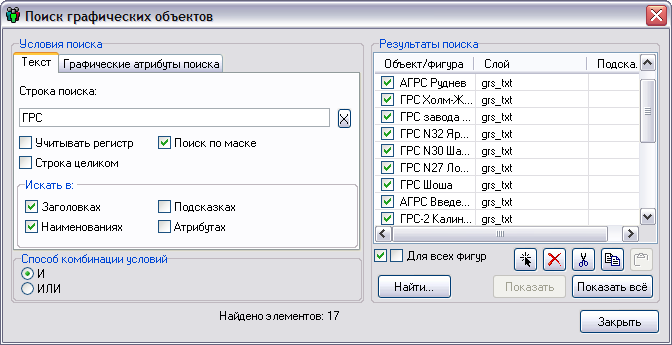 Поиск графических объектов
Условия поиска
Текст
Графические атрибуты поиска
Строка поиска:
ГРС
Учитывать регистр
Поиск по маске
Строка целиком
Искать в:
Заголовках
Подсказках
Наименованиях
Атрибутах
Способ комбинации условий
И
ИЛИ
Найдено элементов: 17
Результаты поиска
Объект/фигура Слой Подска.
АГРС Руднев grs_txt
ГРС Холм-Ж... grs_txt
ГРС завода ... grs_txt
ГРС N32 Яр... grs_txt
ГРС N30 Ша... grs_txt
ГРС N27 Ло... grs_txt
ГРС Шоша grs_txt
АГРС Введе... grs_txt
ГРС-2 Калин... grs_txt
Для всех фигур
Найти...
Показать
Показать всё
Закрыть